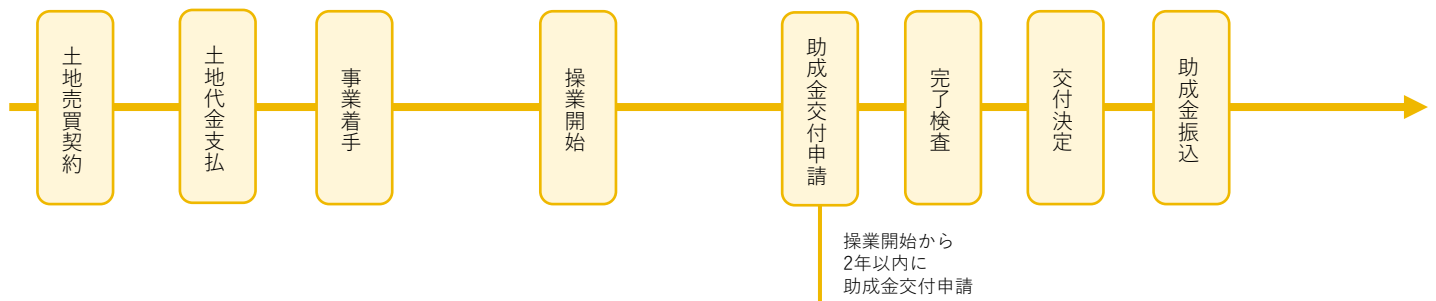 土地売買契約
土地代金支払
事業着手
操業開始
助成金交付申請
完了検査
交付決定
助成金振込
操業開始から
2年以内に
助成金交付申請